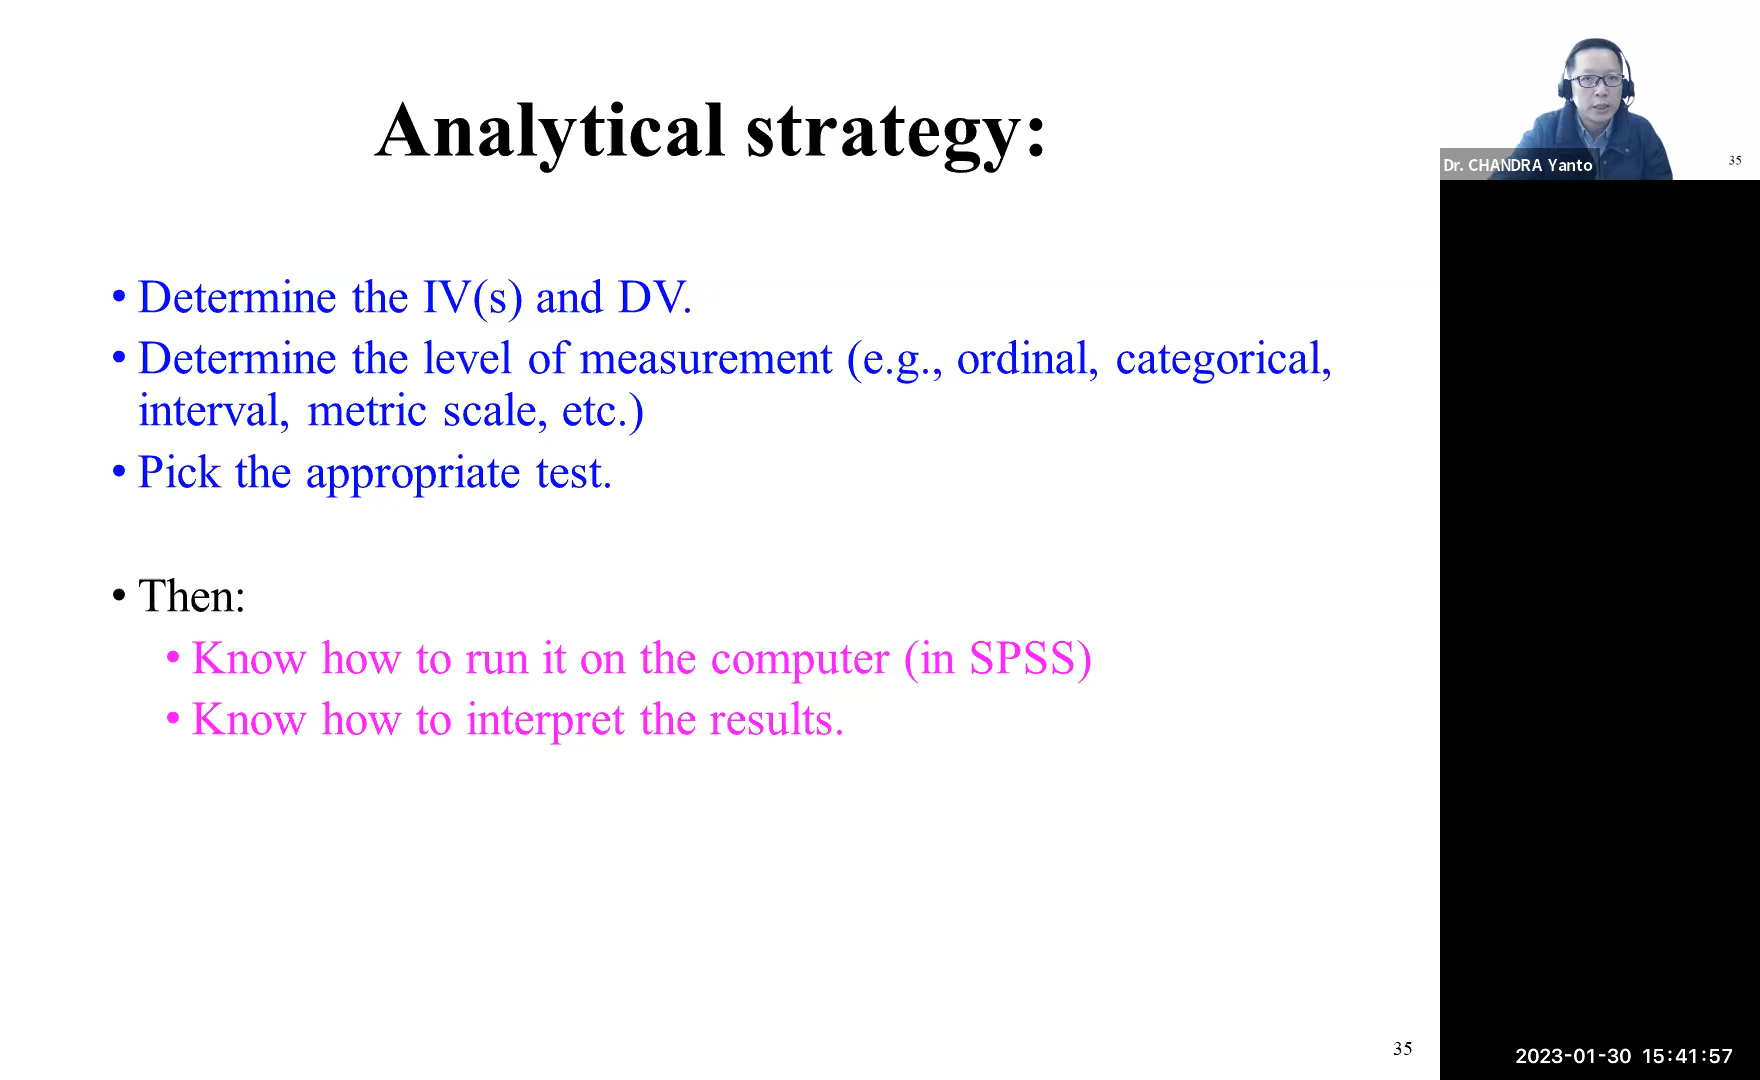 Analytical strategy:
• Determine the IV(s) and DV.
• Determine the level of measurement (e.g., ordinal, categorical,
interval, metric scale, etc.)
• Pick the appropriate test.
• Then:
• Know how to run it on the computer (in SPSS)
• Know how to interpret the results.
35
Dr. CHANDRA Yanto
35
2023-01-30 15:41:57